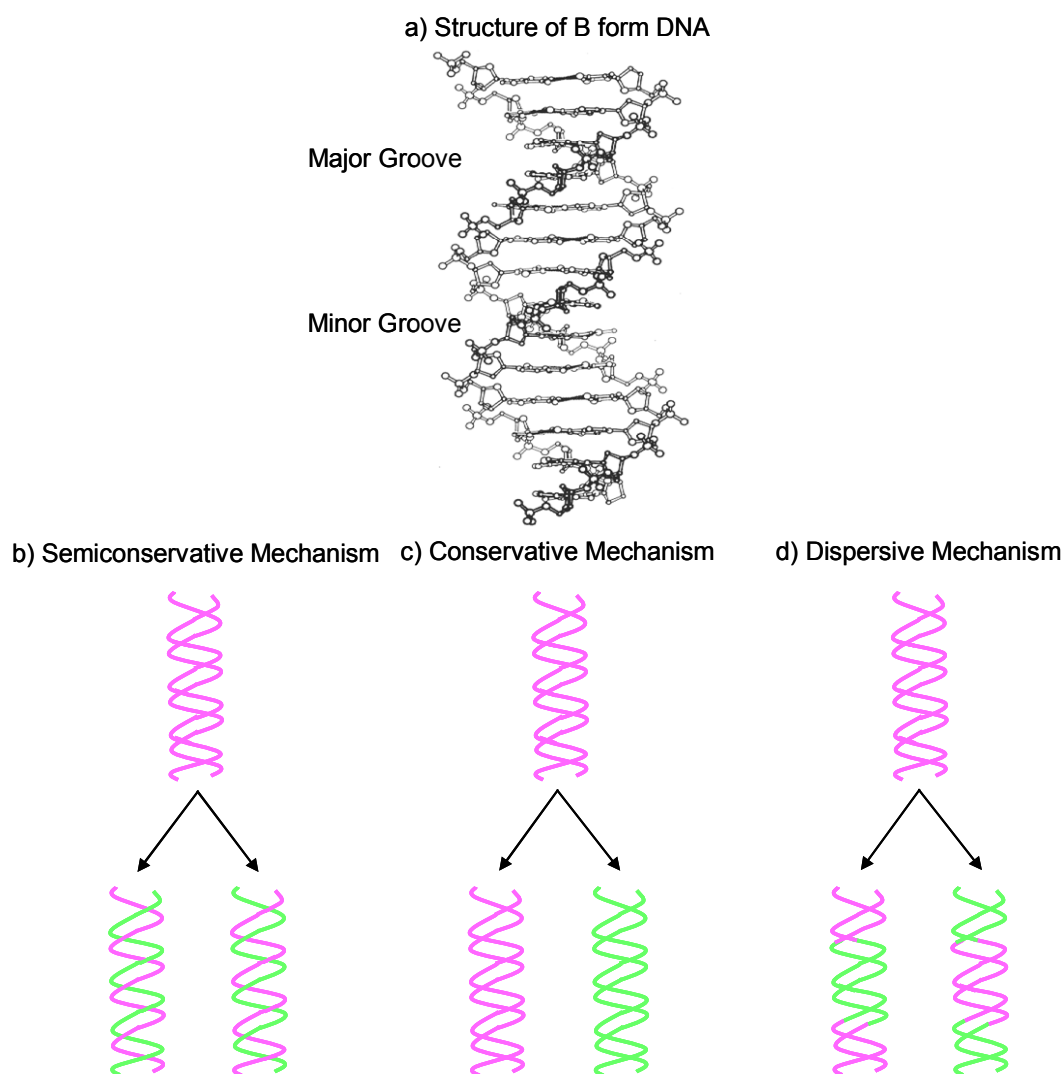 a) Structure of B form DNA
Major Groove
Minor Groove
b) Semiconservative Mechanism
c) Conservative Mechanism
d) Dispersive Mechanism